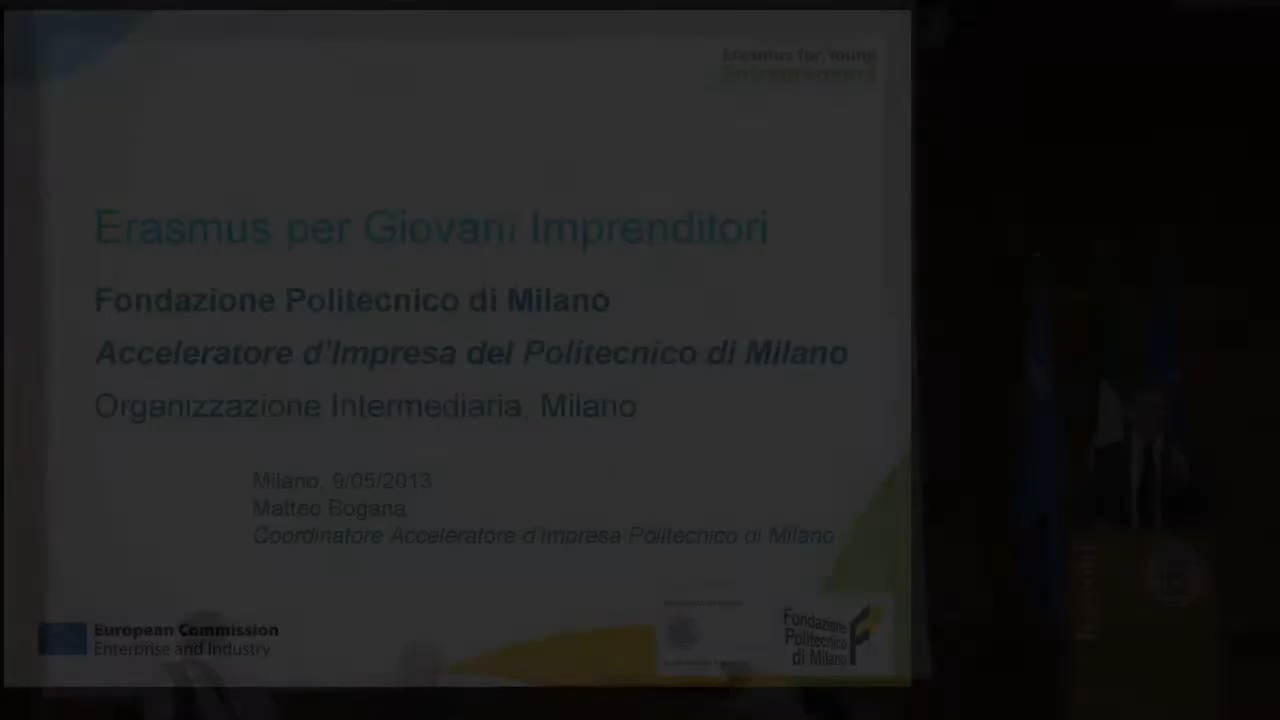 Erasmus for Young
Entrepreneurs
Erasmus per Giovani Imprenditori
Fondazione Politecnico di Milano
Acceleratore d'Impresa del Politecnico di Milano
Organizzazione Intermediaria, Milano
Milano, 9/05/2013
Matteo Bogana
Coordinatore Acceleratore d'Impresa Politecnico di Milano
European Commission
Enterprise and Industry
Fondazione
Politecnico
di Milano